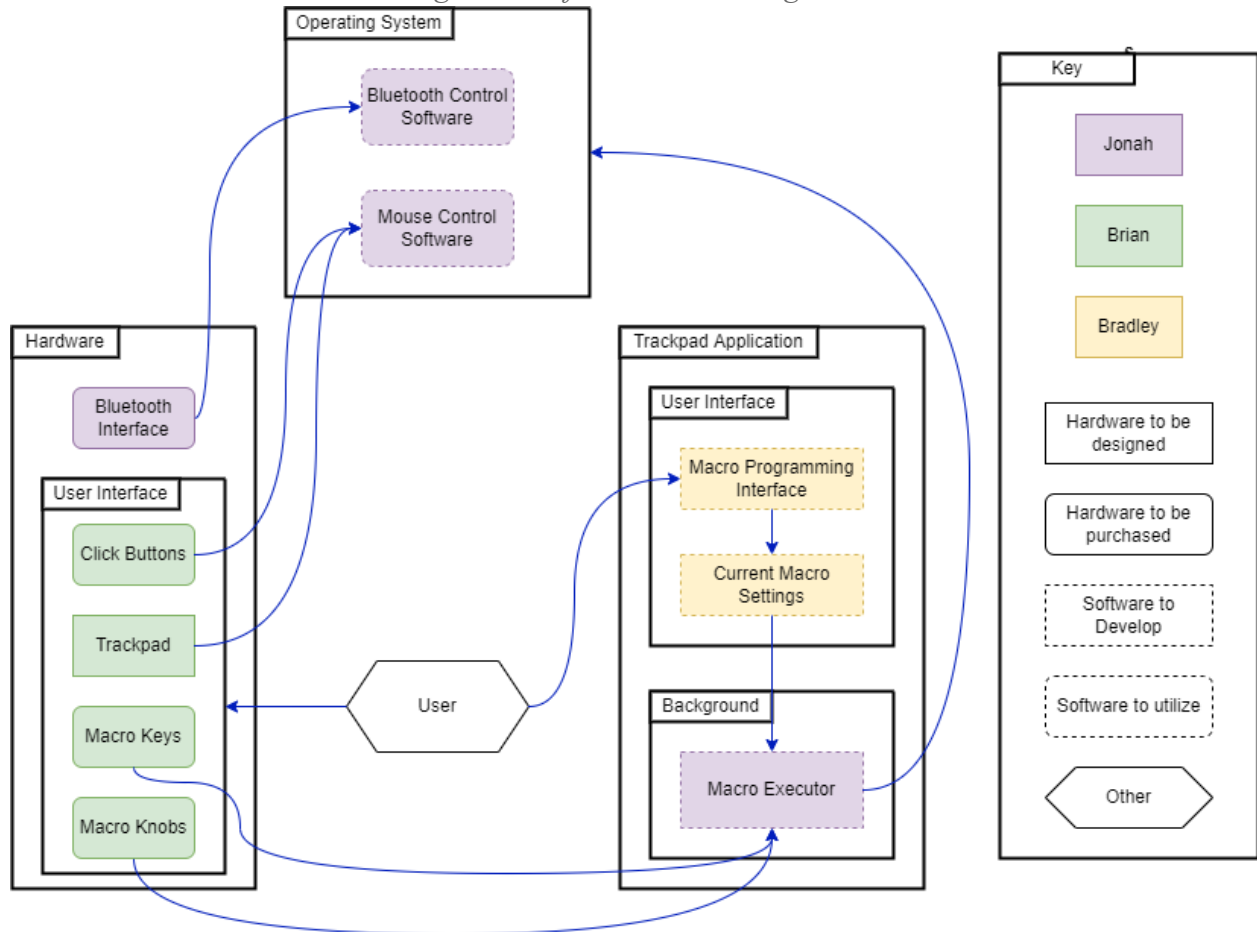 Operating System
Bluetooth Control
Software
Mouse Control
Software
Hardware
Bluetooth
Interface
User Interface
Click Buttons
Trackpad
Macro Keys
Macro Knobs
User
Trackpad Application
User Interface
Macro Programming
Interface
Current Macro
Settings
Background
Macro Executor
Key
Jonah
Brian
Bradley
Hardware to be
designed
Hardware to be
purchased
Software to
Develop
Software to utilize
Other